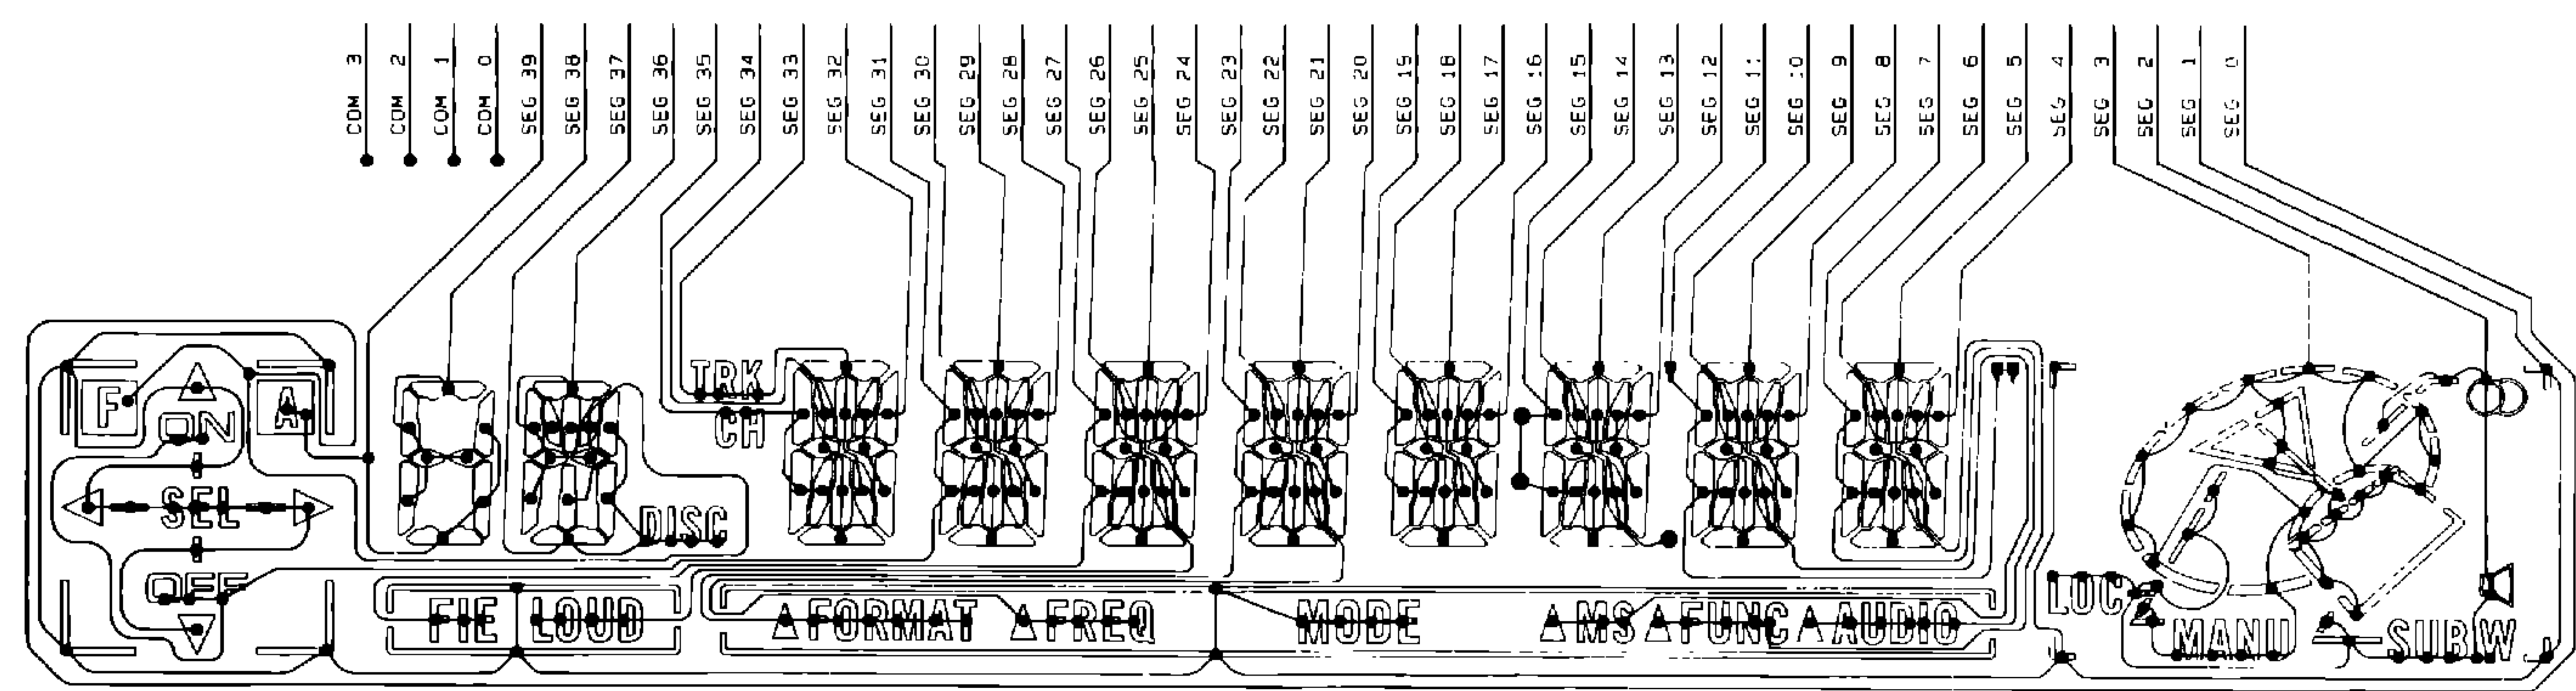 COM 3
COM 2
COM 1
COM 0
SEG 39
SEG 38
SEG 37
SEG 36
SEG 35
SEG 34
SEG 33
SEG 32
SEG 31
SEG 30
SEG 29
SEG 28
SEG 27
SEG 26
SEG 25
SEG 24
SEG 23
SEG 22
SEG 21
SEG 20
SEG 19
SEG 18
SEG 17
SEG 16
SEG 15
SEG 14
SEG 13
SEG 12
SEG 11
SEG 10
SEG 9
SEG 8
SEG 7
SEG 6
SEG 5
SEG 4
SEG 3
SEG 2
SEG 1
SEG 0
F A
ON
SEL
OFF
TRK
CH
DISC
FIE LOUD FORMAT FREQ MODE MS FUNC AUDIO
LOC
MANU SUB W